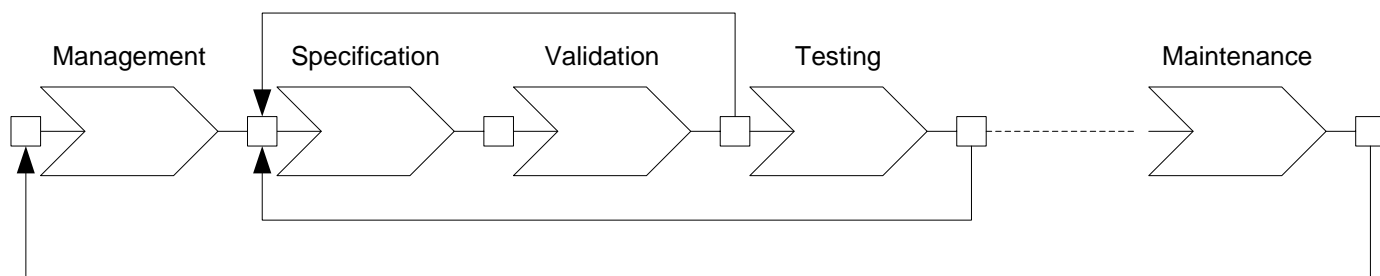 Management
Specification
Validation
Testing
Maintenance